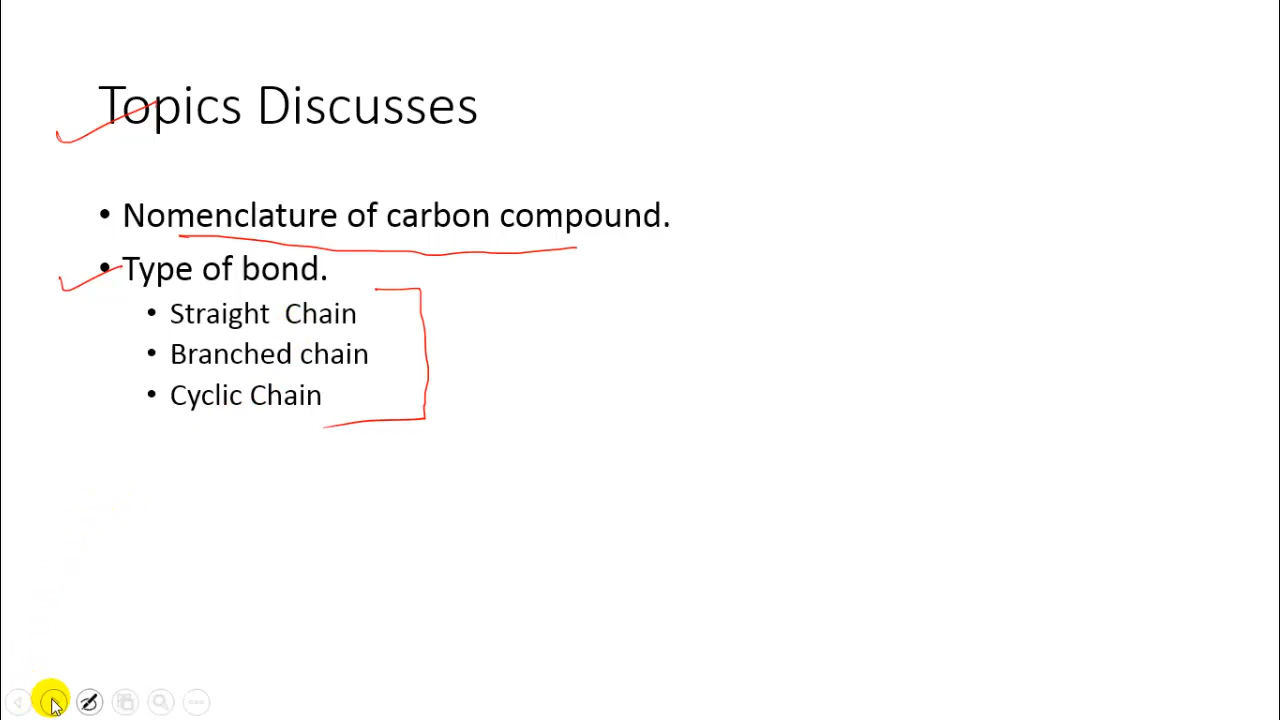 Topics Discusses
• Nomenclature of carbon compound.
• Type of bond.
• Straight Chain
• Branched chain
• Cyclic Chain